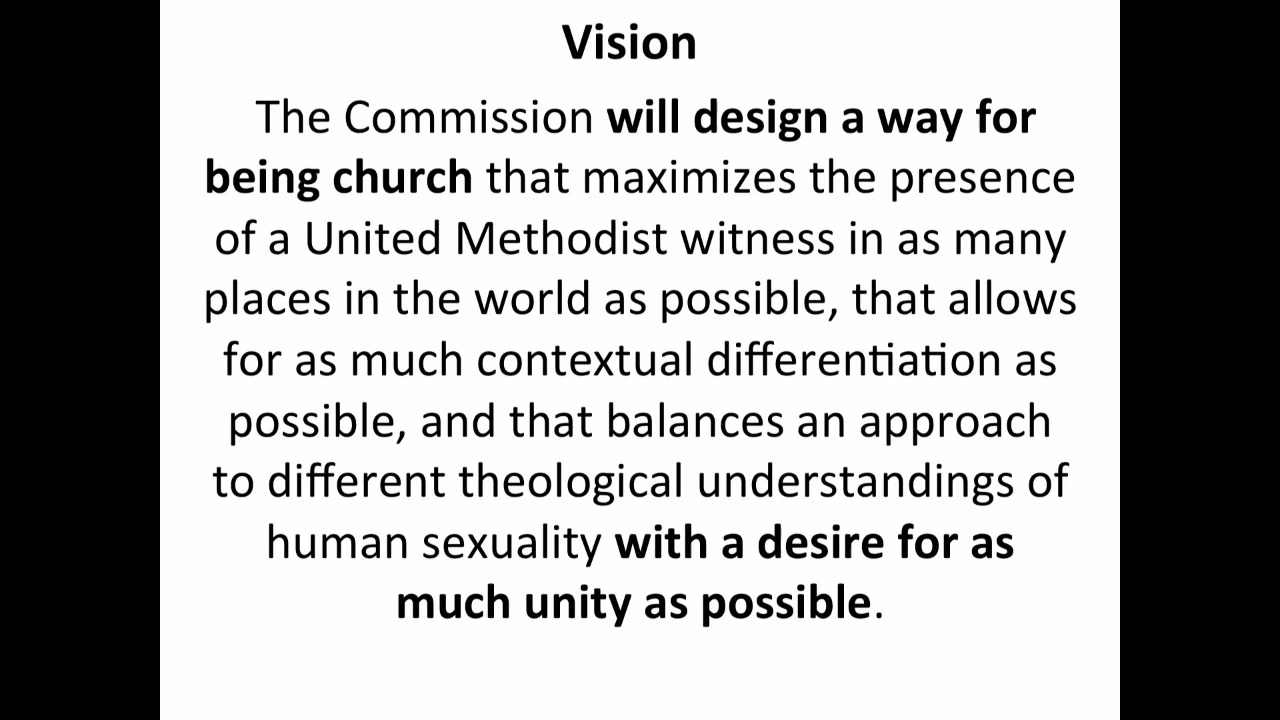 Vision
The Commission will design a way for
being church that maximizes the presence
of a United Methodist witness in as many
places in the world as possible, that allows
for as much contextual differentiation as
possible, and that balances an approach
to different theological understandings of
human sexuality with a desire for as
much unity as possible.